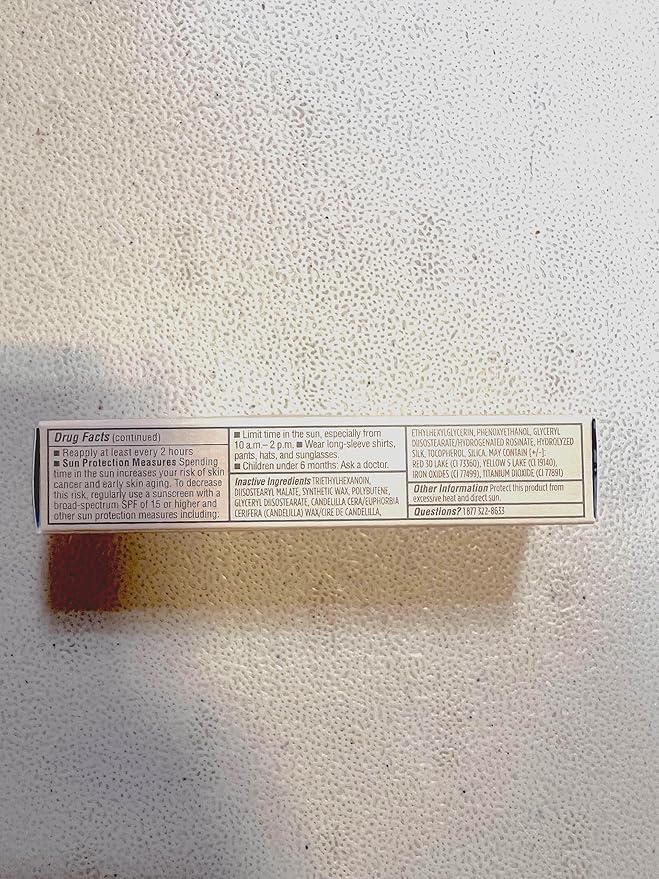 Drug Facts (continued)
■ Reapply at least every 2 hours
■ Sun Protection Measures Spending
time in the sun increases your risk of skin
cancer and early skin aging. To decrease
this risk, regularly use a sunscreen with a
broad-spectrum SPF of 15 or higher and
other sun protection measures including:
■ Limit time in the sun, especially from
10 a.m.– 2 p.m. ■ Wear long-sleeve shirts,
pants, hats, and sunglasses
■ Children under 6 months: Ask a doctor.
Inactive Ingredients TRIETHYLHEXANOIN,
DIISOSTEARYL MALATE, SYNTHETIC WAX, POLYBUTENE,
GLYCERYL DIISOSTEARATE, CANDELILLA CERA/EUPHORBIA
CERIFERA (CANDELILLA) WAX/CIRE DE CANDELILLA,
ETHYLHEXYLGLYCERIN, PHENOXYETHANOL, GLYCERYL
DIISOSTEARATE/HYDROGENATED ROSINATE, HYDROLYZED
SILK, TOCOPHEROL, SILICA. MAY CONTAIN [+/-]:
RED 30 LAKE (CI 73360), YELLOW 5 LAKE (CI 19140),
IRON OXIDES (CI 77499), TITANIUM DIOXIDE (CI 77891)
Other Information Protect this product from
excessive heat and direct sun.
Questions? 1 877 322-8633